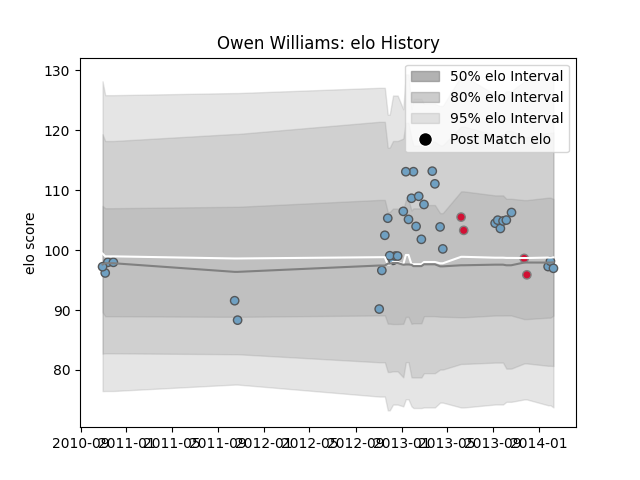 Owen Williams: elo History
130
120
110
100
90
80
elo score
50% elo Interval
80% elo Interval
95% elo Interval
Post Match elo
2010-09 2011-01 2011-05 2011-09 2012-01 2012-05 2012-09 2013-01 2013-05 2013-09 2014-01